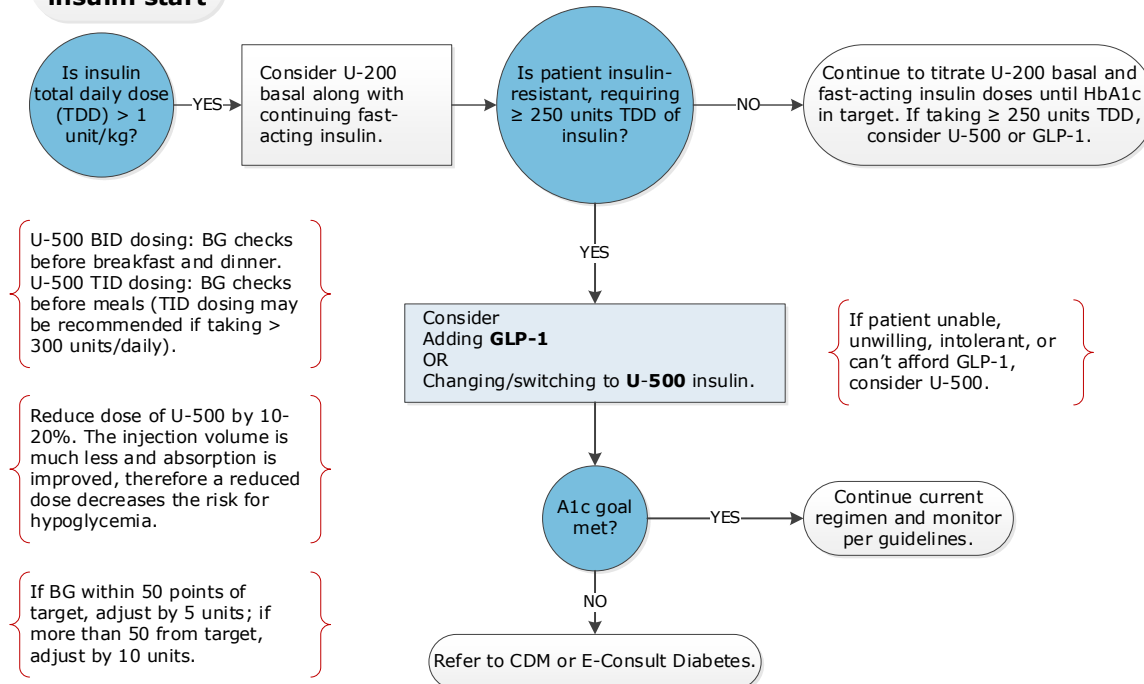 insulin start
Is insulin
total daily dose
(TDD) > 1
unit/kg?
YES
Consider U-200
basal along with
continuing fast-
acting insulin.
Is patient insulin-
resistant, requiring
≥ 250 units TDD of
insulin?
NO
Continue to titrate U-200 basal and
fast-acting insulin doses until HbA1c
in target. If taking ≥ 250 units TDD,
consider U-500 or GLP-1.
YES
U-500 BID dosing: BG checks
before breakfast and dinner.
U-500 TID dosing: BG checks
before meals (TID dosing may
be recommended if taking >
300 units/daily).
Consider
Adding GLP-1
OR
Changing/switching to U-500 insulin.
If patient unable,
unwilling, intolerant, or
can't afford GLP-1,
consider U-500.
Reduce dose of U-500 by 10-
20%. The injection volume is
much less and absorption is
improved, therefore a reduced
dose decreases the risk for
hypoglycemia.
A1c goal
met?
YES
Continue current
regimen and monitor
per guidelines.
NO
If BG within 50 points of
target, adjust by 5 units; if
more than 50 from target,
adjust by 10 units.
Refer to CDM or E-Consult Diabetes.